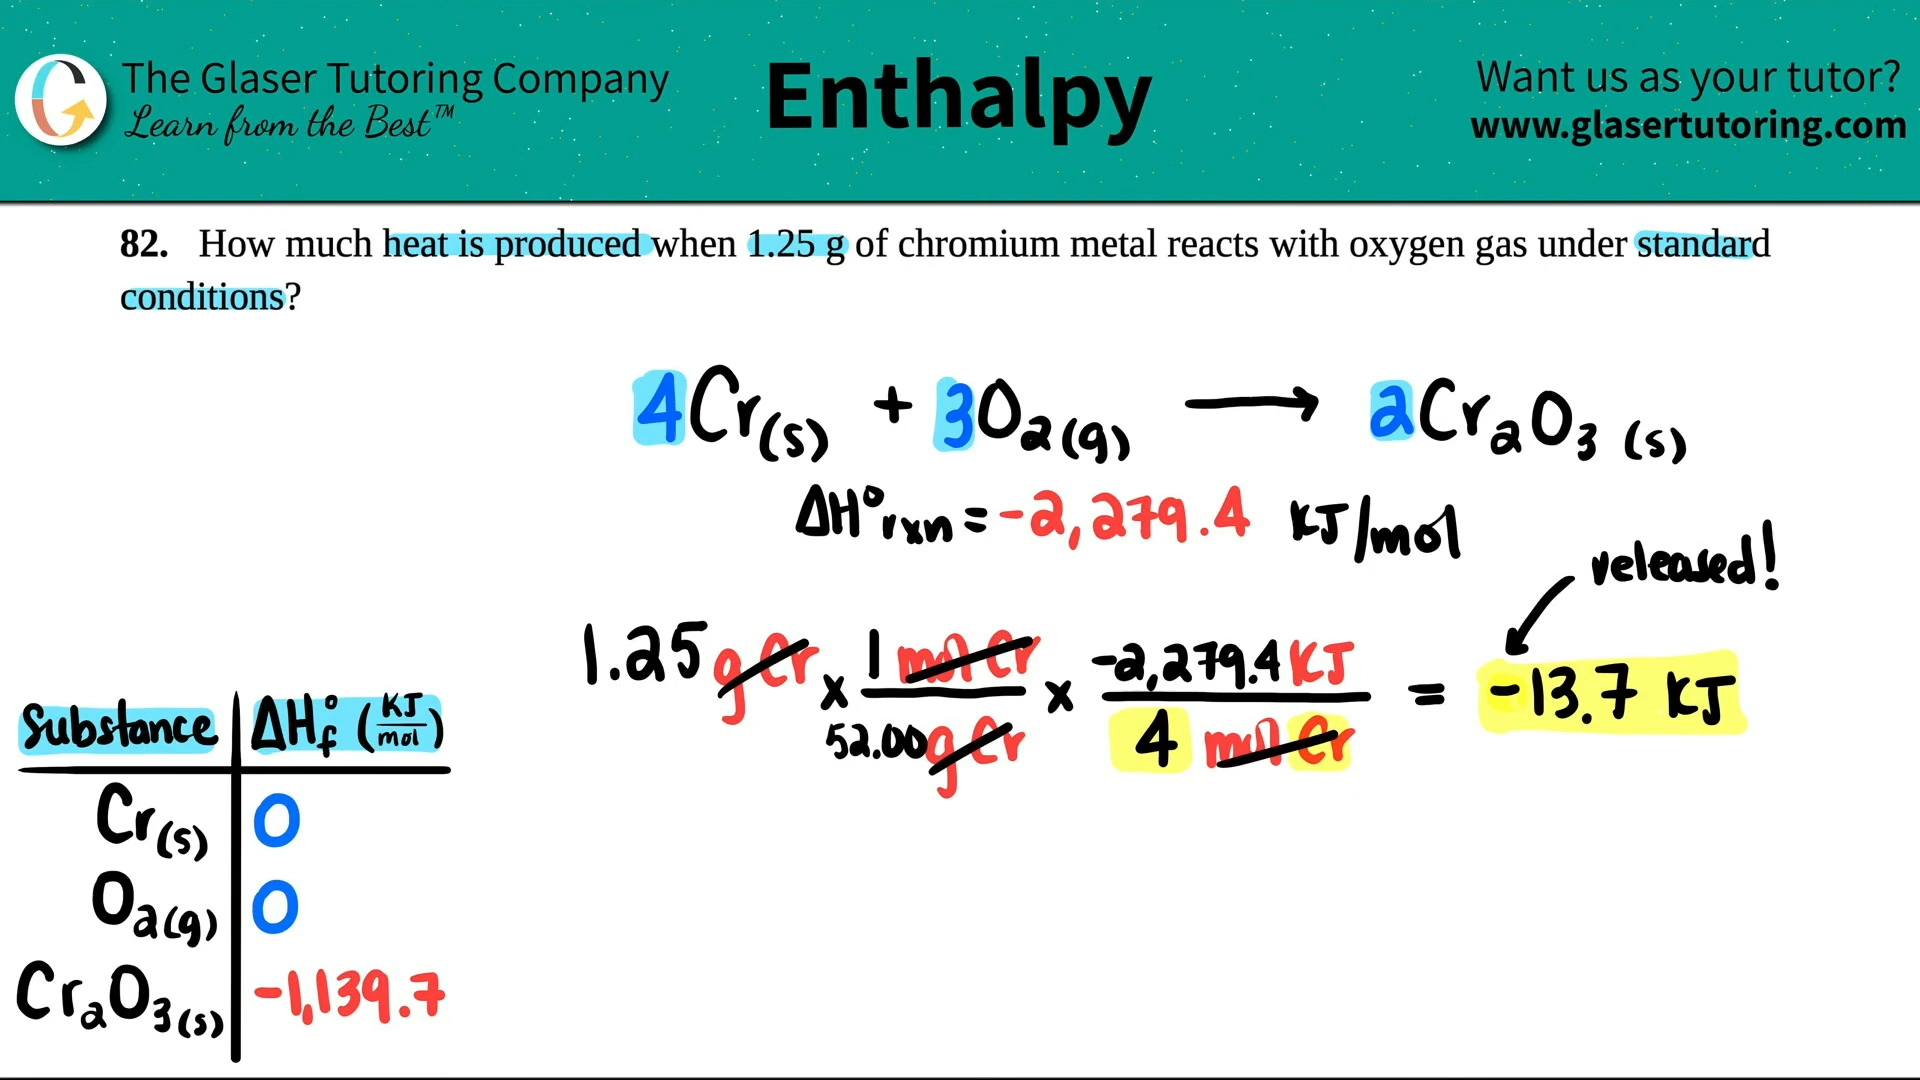 The Glaser Tutoring Company
Learn from the Best™
Enthalpy
Want us as your tutor?
www.glasertutoring.com
82. How much heat is produced when 1.25 g of chromium metal reacts with oxygen gas under standard
conditions?
4Cr(s) + 3O2(g) → 2Cr2O3 (s)
ΔH°rxn = -2,279.4 KJ/mol
released!
1.25 g Cr x 1 mol Cr / 52.00 g Cr x -2,279.4 KJ / 4 mol Cr = -13.7 KJ
Substance ΔH°f (KJ/mol)
Cr(s) 0
O2(g) 0
Cr2O3(s) -1,139.7